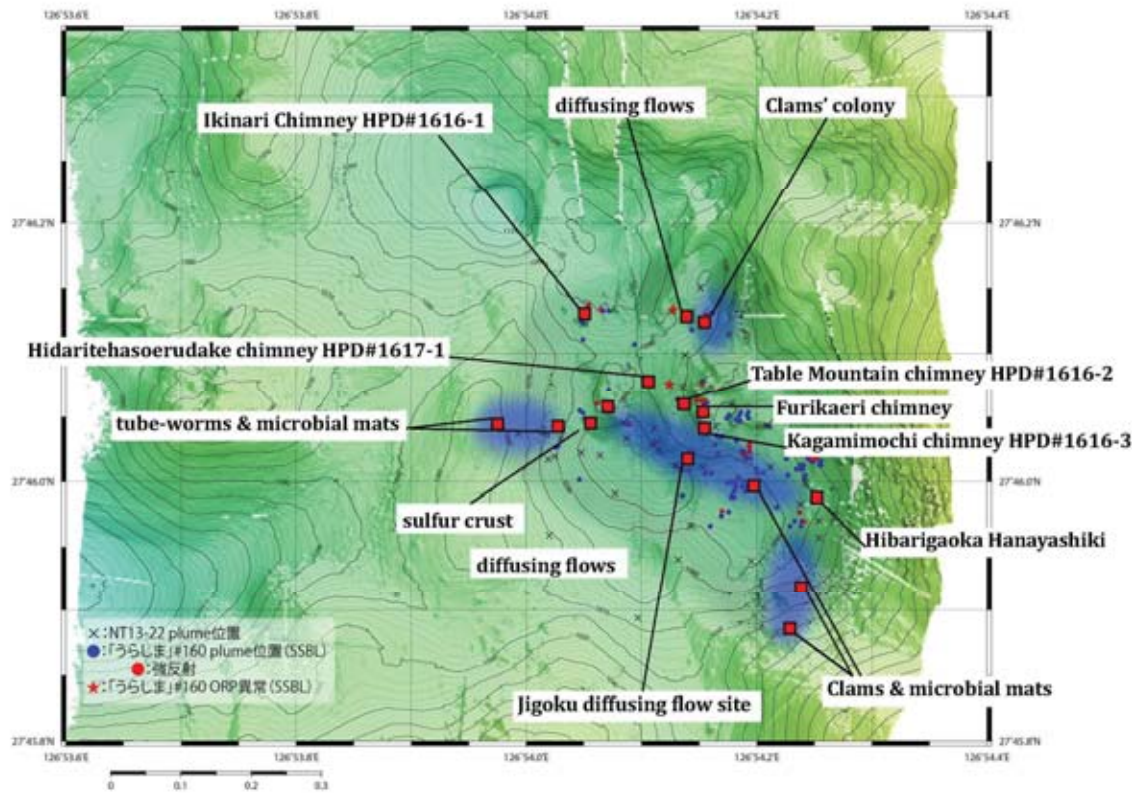 126˚53.6'E
126˚53.8'E
126˚54.0'E
126˚54.2'E
126˚54.4'E
diffusing flows
Clams' colony
Ikinari Chimney HPD#1616-1
27˚46.2'N
27˚46.2'N
Hidaritehasoerudake chimney HPD#1617-1
Table Mountain chimney HPD#1616-2
Furikaeri chimney
tube-worms & microbial mats
Kagamimochi chimney HPD#1616-3
27˚46.0'N
27˚46.0'N
sulfur crust
Hibarigaoka Hanayashiki
diffusing flows
×:NT13-22 plume位置
●:「うらしま」#160 plume位置(SSBL)
●:強反射
★:「うらしま」#160 ORP異常(SSBL)
Clams & microbial mats
Jigoku diffusing flow site
27˚45.8'N
27˚45.8'N
126˚53.6'E
126˚53.8'E
126˚54.0'E
126˚54.2'E
126˚54.4'E
0 0.1 0.2 0.3